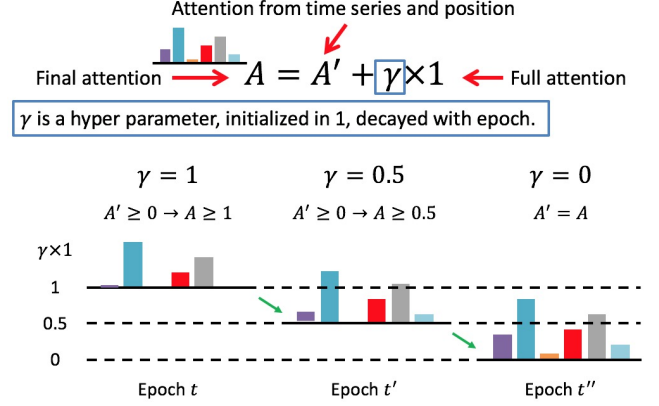 Attention from time series and position
Final attention
A = A′ + γ×1
Full attention
γ is a hyper parameter, initialized in 1, decayed with epoch.
γ = 1
γ = 0.5
γ = 0
A′ ≥ 0 → A ≥ 1
A′ ≥ 0 → A ≥ 0.5
A′ = A
γ×1
1
0.5
0
Epoch t
Epoch t′
Epoch t′′